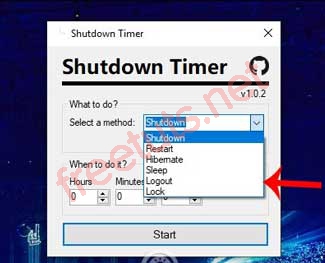 Shutdown Timer
Shutdown Timer
v1.0.2
What to do?
Select a method: Shutdown
Shutdown
Restart
Hibernate
Sleep
Logout
Lock
When to do it?
Hours Minutes
0 0 0
Start
freetuts.net